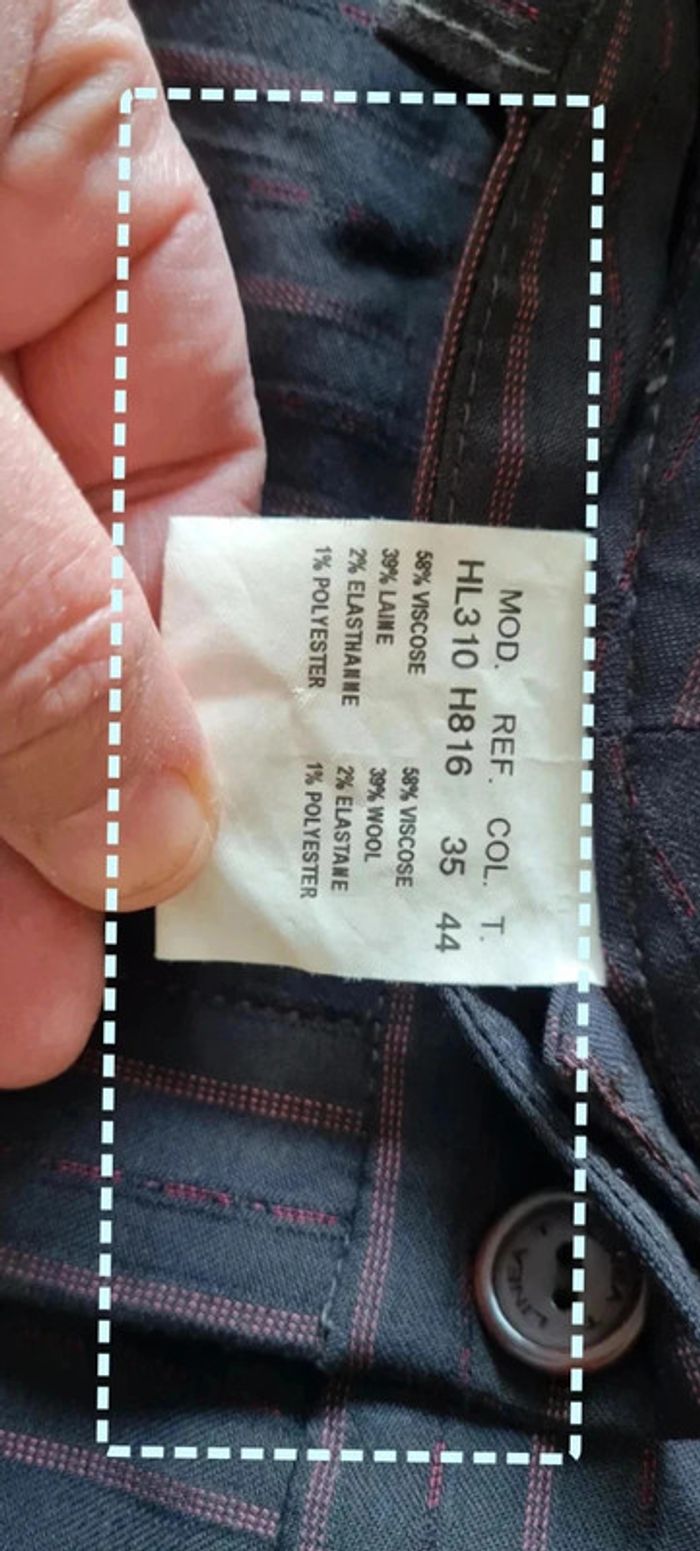 MOD. REF. COL. T.
HL310 H816 35 44
58% VISCOSE 58% VISCOSE
39% LAINE 39% WOOL
2% ELASTHANNE 2% ELASTANE
1% POLYESTER 1% POLYESTER